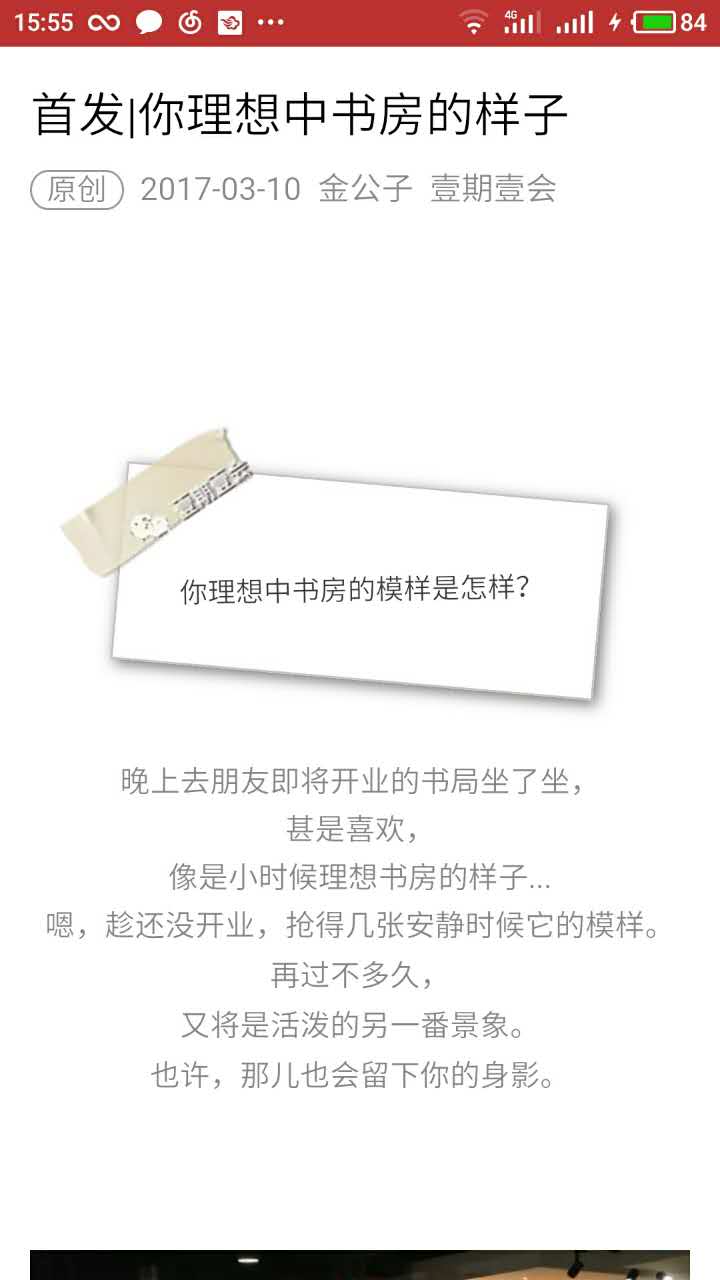 15:55
4G
84
首发|你理想中书房的样子
原创 2017-03-10 金公子 壹期壹会
你理想中书房的模样是怎样？
晚上去朋友即将开业的书局坐了坐，
甚是喜欢，
像是小时候理想书房的样子...
嗯，趁还没开业，抢得几张安静时候它的模样。
再过不多久，
又将是活泼的另一番景象。
也许，那儿也会留下你的身影。